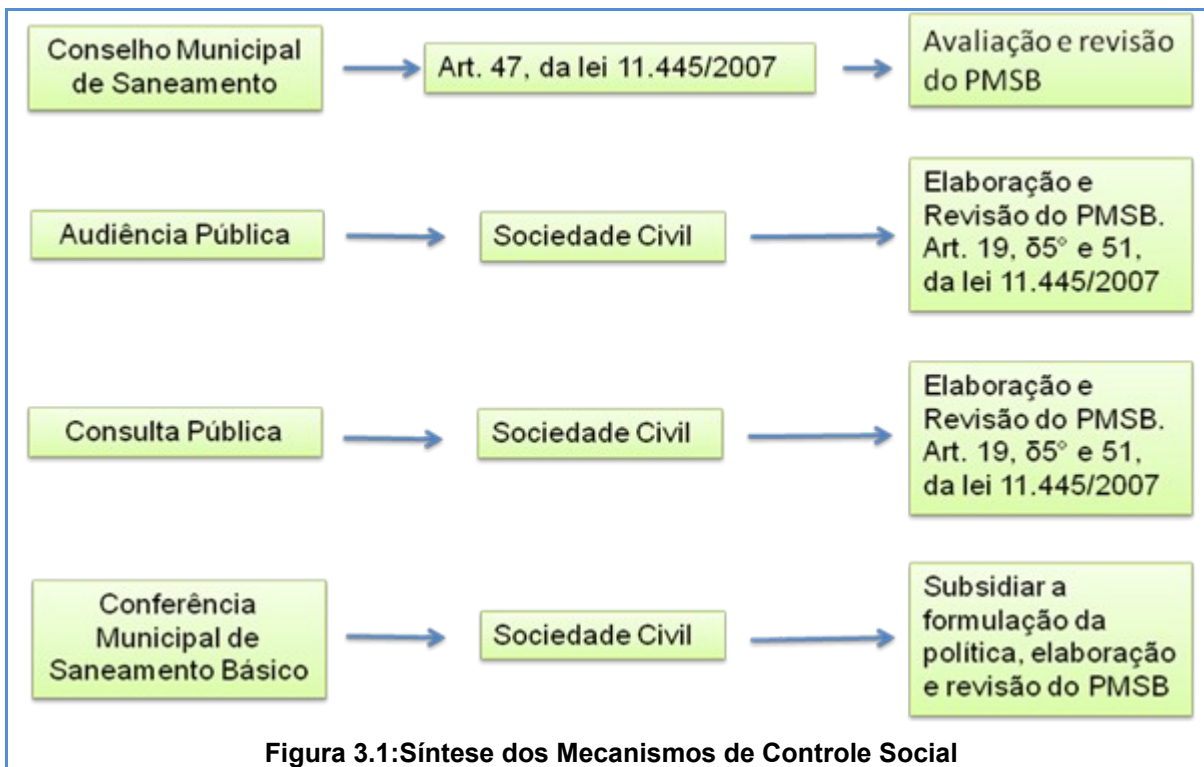 Conselho Municipal
de Saneamento
Art. 47, da lei 11.445/2007
Avaliação e revisão
do PMSB
Audiência Pública
Sociedade Civil
Elaboração e
Revisão do PMSB.
Art. 19, δ5° e 51,
da lei 11.445/2007
Consulta Pública
Sociedade Civil
Elaboração e
Revisão do PMSB.
Art. 19, δ5° e 51,
da lei 11.445/2007
Conferência
Municipal de
Saneamento Básico
Sociedade Civil
Subsidiar a
formulação da
política, elaboração
e revisão do PMSB
Figura 3.1:Síntese dos Mecanismos de Controle Social